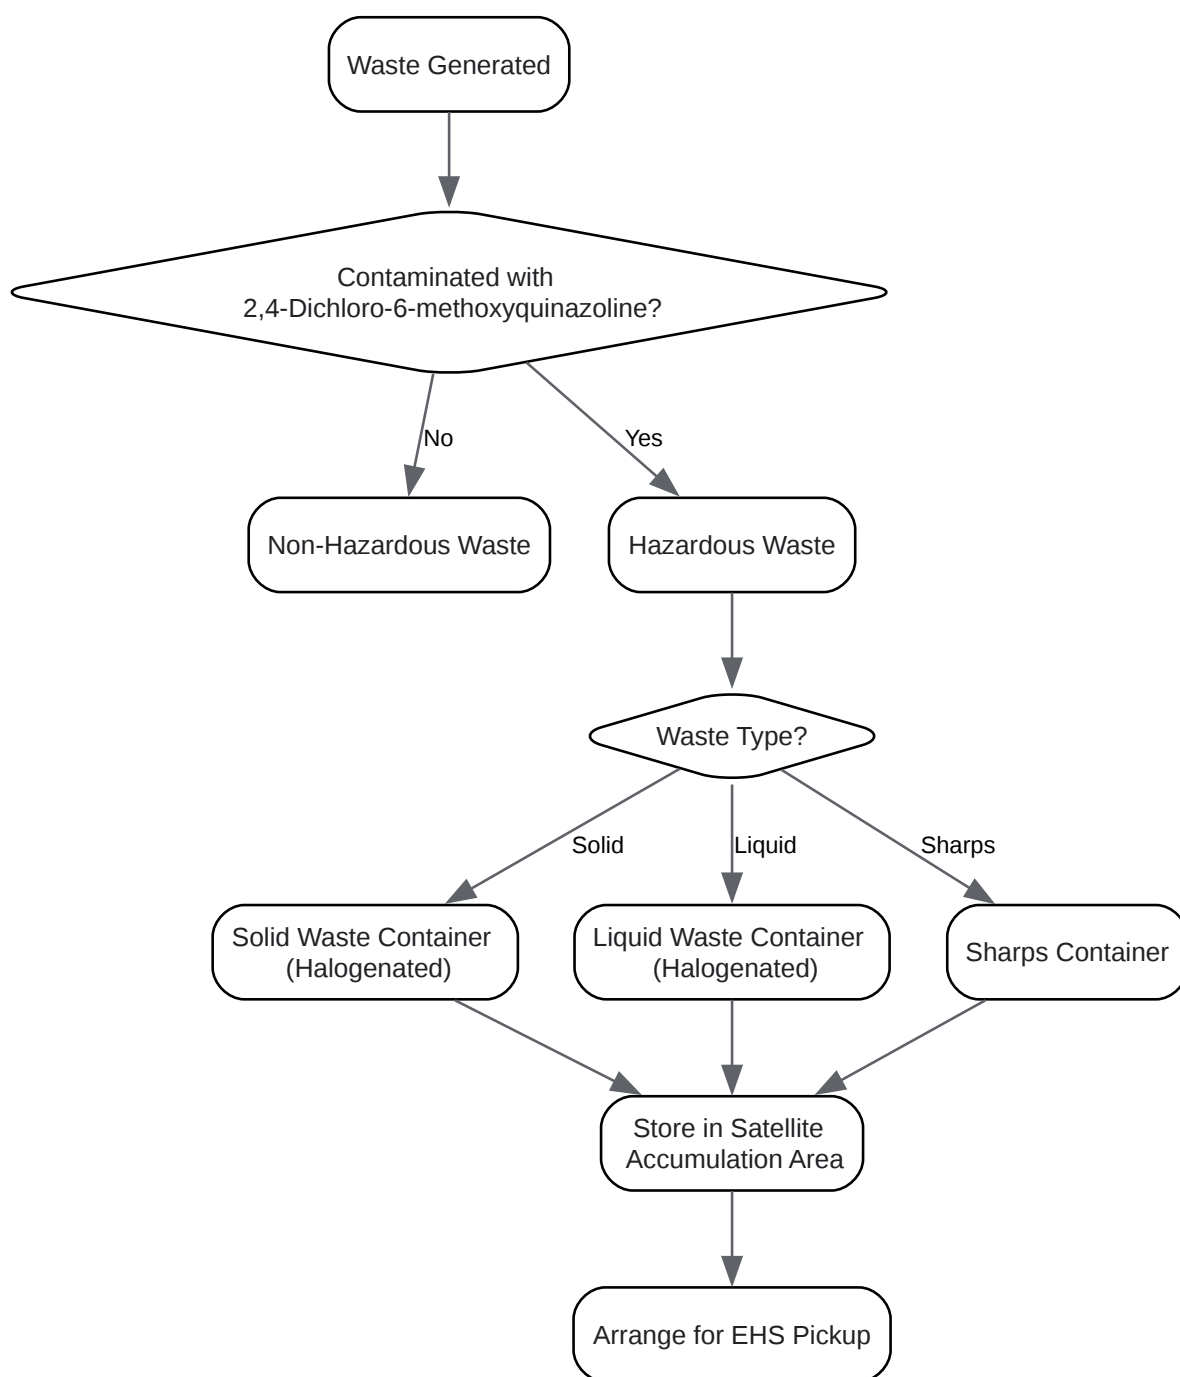 Waste Generated
Contaminated with
2,4-Dichloro-6-methoxyquinazoline?
No
Yes
Non-Hazardous Waste
Hazardous Waste
Waste Type?
Solid
Liquid
Sharps
Solid Waste Container
(Halogenated)
Liquid Waste Container
(Halogenated)
Sharps Container
Store in Satellite
Accumulation Area
Arrange for EHS Pickup